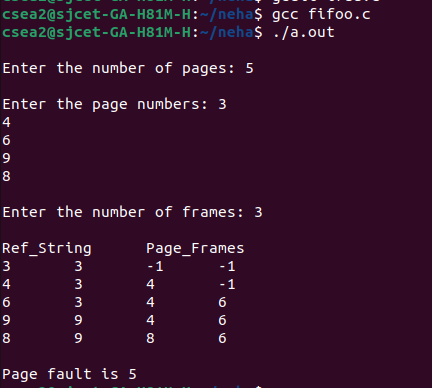 csea2@sjcet-GA-H81M-H:~/neha$ gcc fifoo.c
csea2@sjcet-GA-H81M-H:~/neha$ ./a.out
Enter the number of pages: 5
Enter the page numbers: 3
4
6
9
8
Enter the number of frames: 3
Ref_String Page_Frames
3 3 -1 -1
4 3 4 -1
6 3 4 6
9 9 4 6
8 9 8 6
Page fault is 5